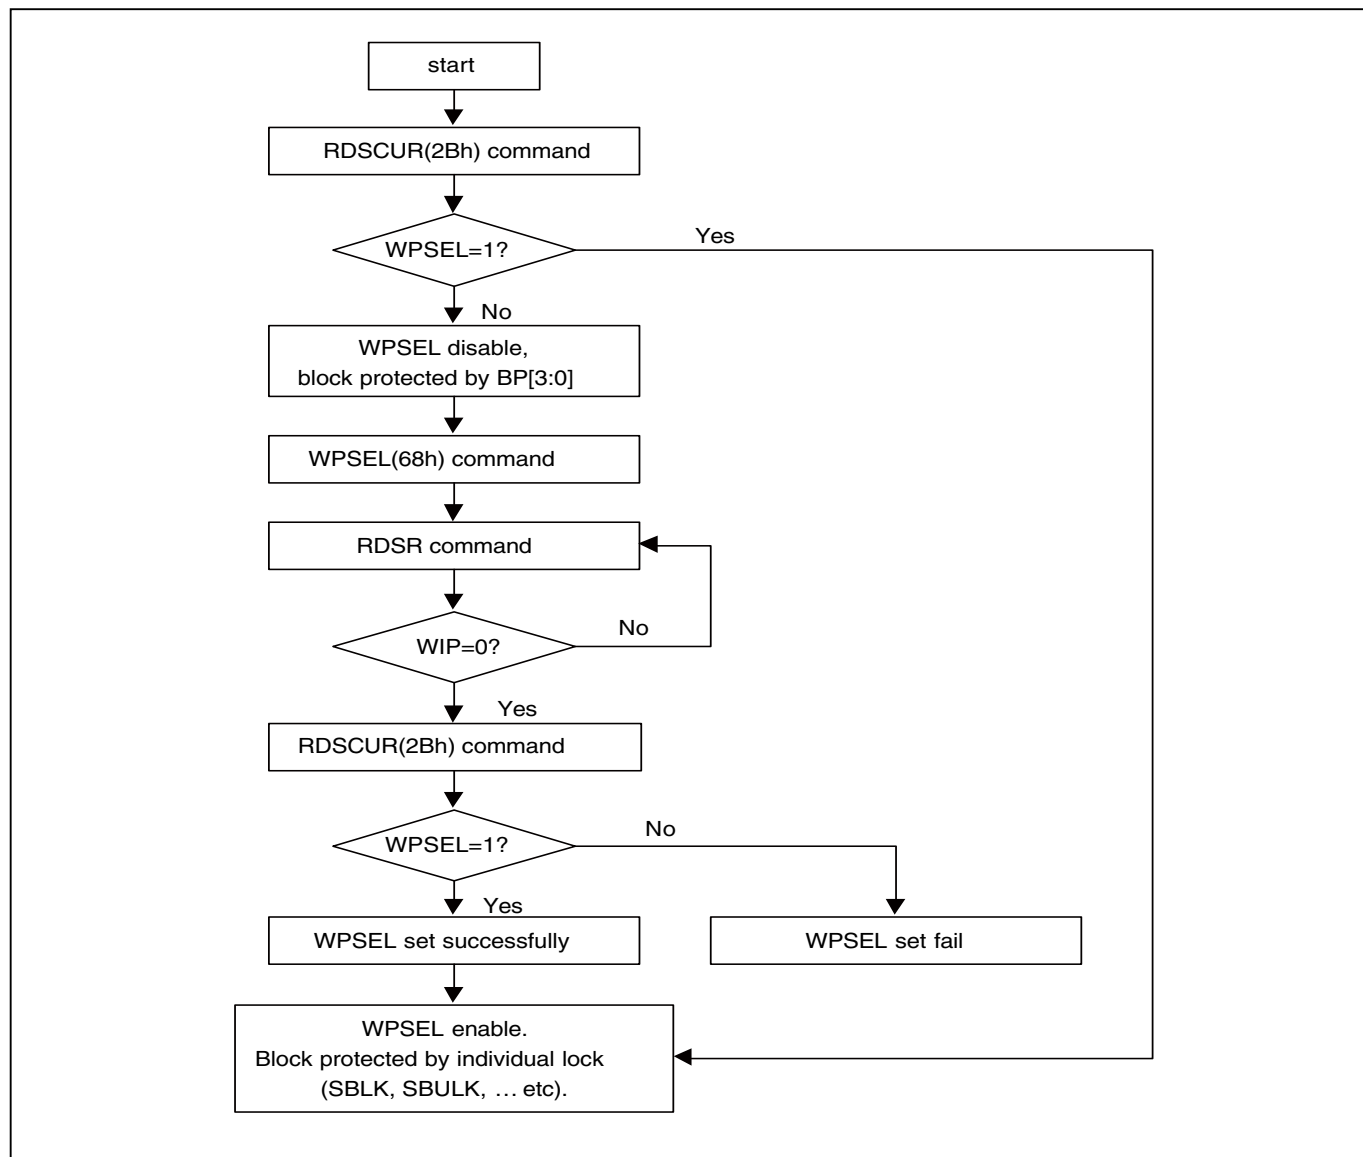 start
RDSCUR(2Bh) command
WPSEL=1?
Yes
No
WPSEL disable,
block protected by BP[3:0]
WPSEL(68h) command
RDSR command
WIP=0?
No
Yes
RDSCUR(2Bh) command
WPSEL=1?
No
Yes
WPSEL set successfully
WPSEL set fail
WPSEL enable.
Block protected by individual lock
(SBLK, SBULK, … etc).